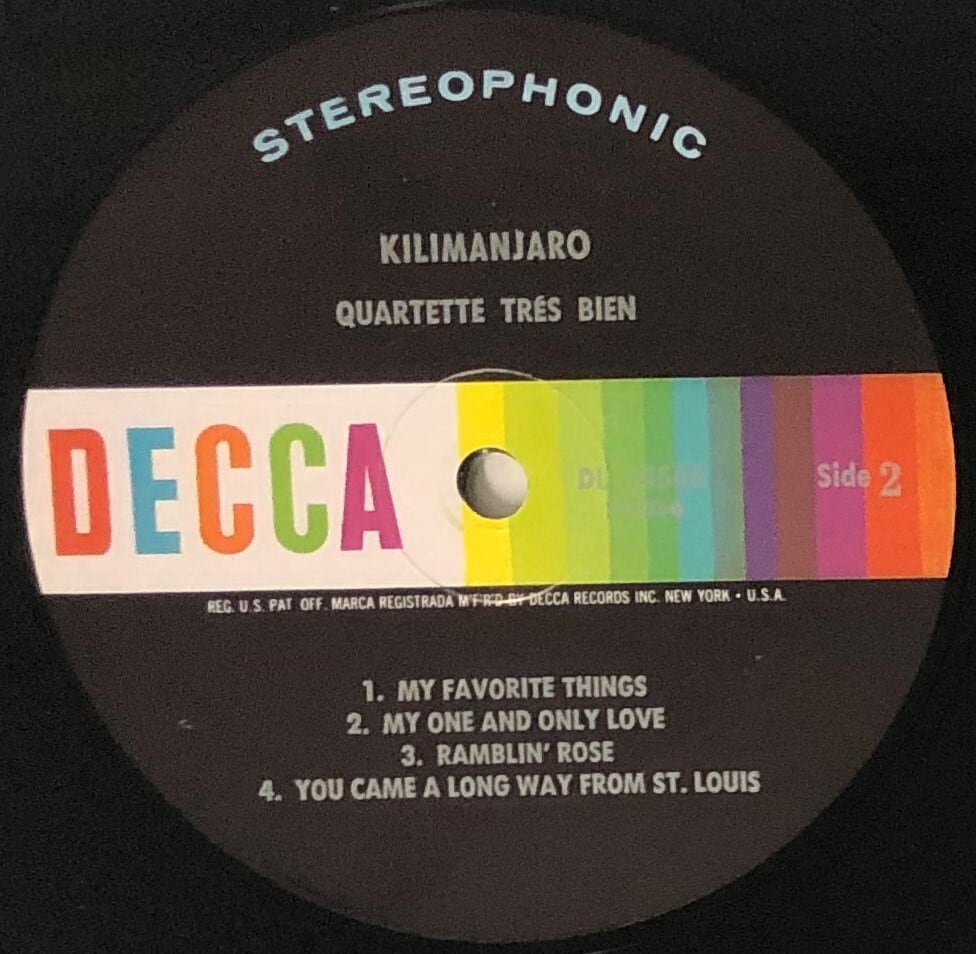 STEREOPHONIC
KILIMANJARO
QUARTETTE TRÉS BIEN
DECCA
DL
Side 2
REG. U.S. PAT OFF. MARCA REGISTRADA M'F'R'D BY DECCA RECORDS INC. NEW YORK • U.S.A.
1. MY FAVORITE THINGS
2. MY ONE AND ONLY LOVE
3. RAMBLIN' ROSE
4. YOU CAME A LONG WAY FROM ST. LOUIS